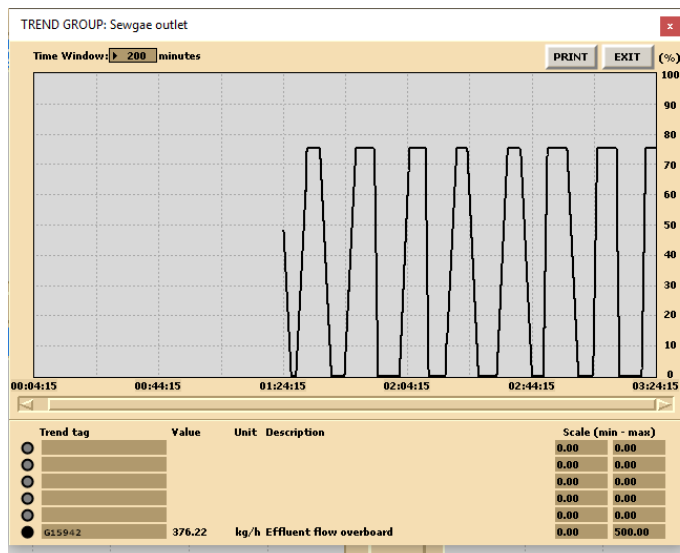 TREND GROUP: Sewgae outlet
x
Time Window: 200 minutes
PRINT
EXIT
(%)
100
90
80
70
60
50
40
30
20
10
0
00:04:15 00:44:15 01:24:15 02:04:15 02:44:15 03:24:15
Trend tag Value Unit Description Scale (min - max)
0.00 0.00
0.00 0.00
0.00 0.00
0.00 0.00
0.00 0.00
G15942 376.22 kg/h Effluent flow overboard 0.00 500.00